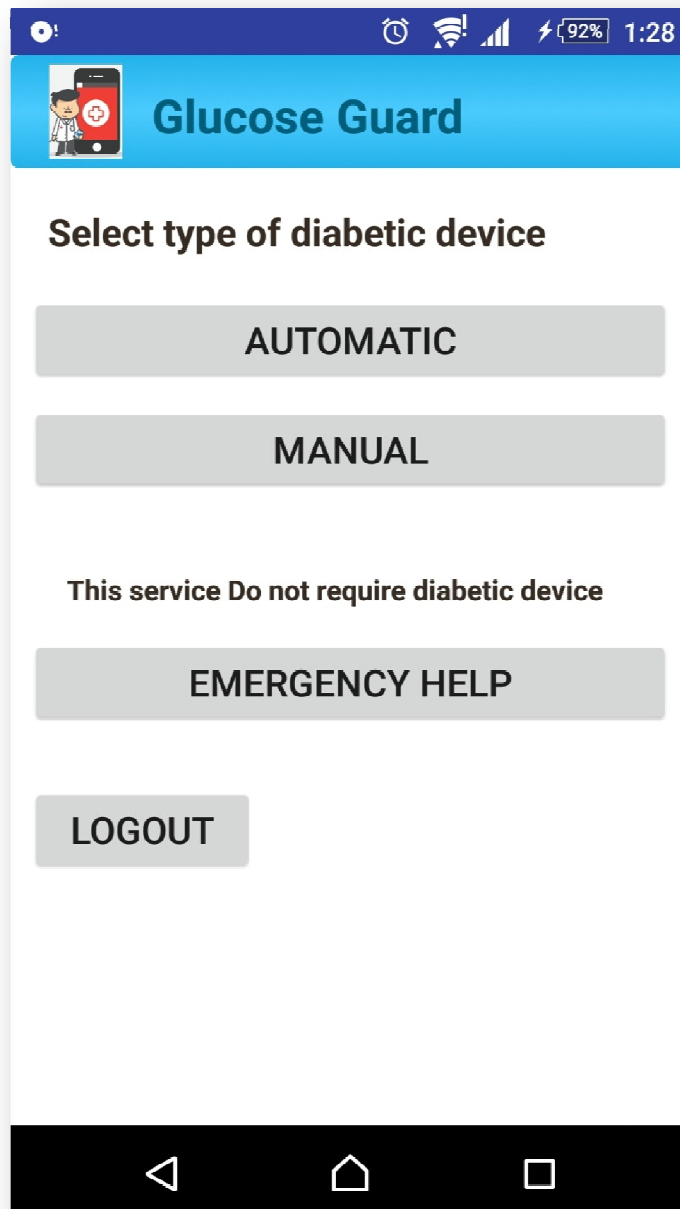 92% 1:28
Glucose Guard
Select type of diabetic device
AUTOMATIC
MANUAL
This service Do not require diabetic device
EMERGENCY HELP
LOGOUT